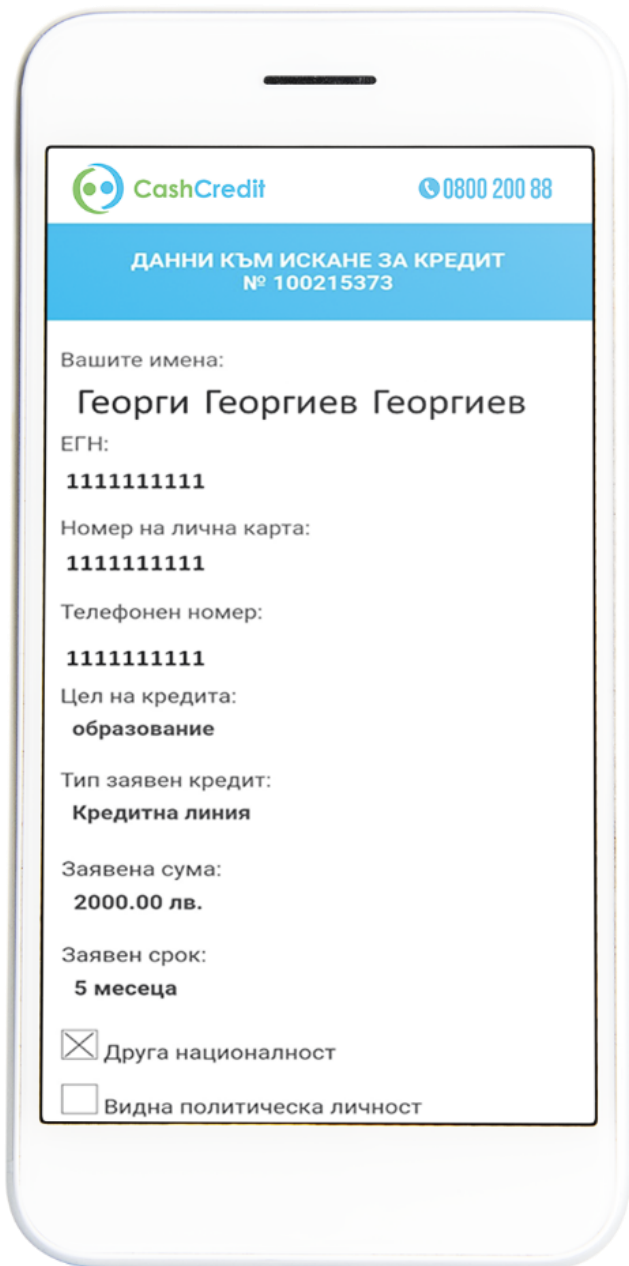 CashCredit
0800 200 88
ДАННИ КЪМ ИСКАНЕ ЗА КРЕДИТ
№ 100215373
Вашите имена:
Георги Георгиев Георгиев
ЕГН:
1111111111
Номер на лична карта:
1111111111
Телефонен номер:
1111111111
Цел на кредита:
образование
Тип заявен кредит:
Кредитна линия
Заявена сума:
2000.00 лв.
Заявен срок:
5 месеца
Друга националност
Видна политическа личност